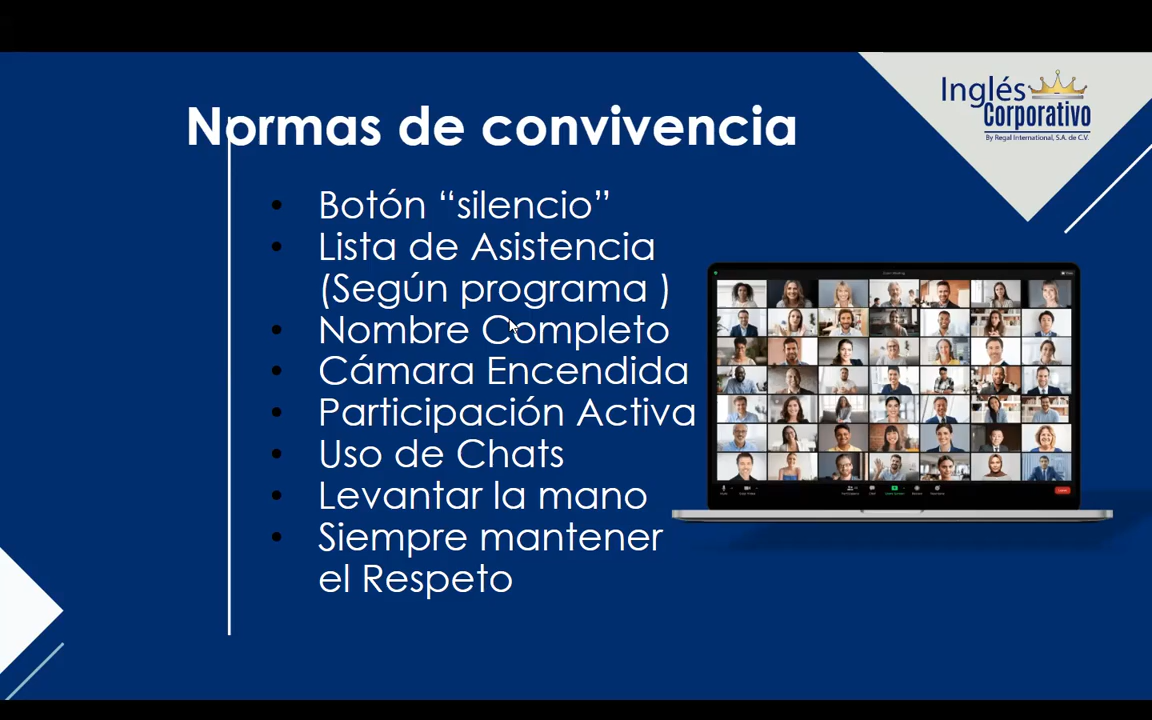 Inglés
Corporativo
By Regal International, S.A. de C.V.
Normas de convivencia
• Botón “silencio”
• Lista de Asistencia
(Según programa )
• Nombre Completo
• Cámara Encendida
• Participación Activa
• Uso de Chats
• Levantar la mano
• Siempre mantener
el Respeto